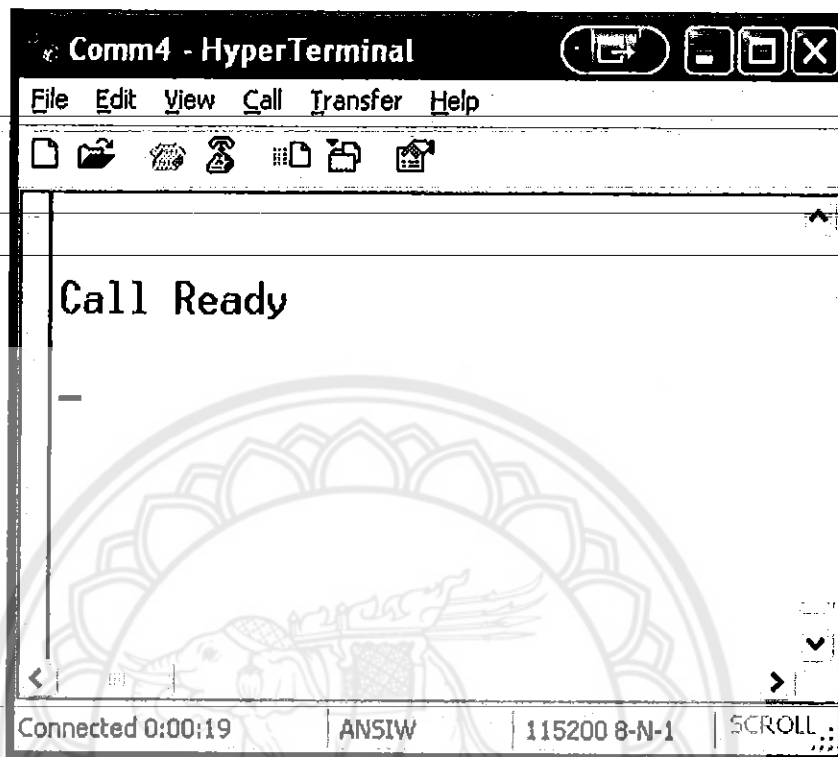 Comm4 - HyperTerminal
File Edit View Call Transfer Help
Call Ready
Connected 0:00:19 ANSIW 115200 8-N-1 SCROLL